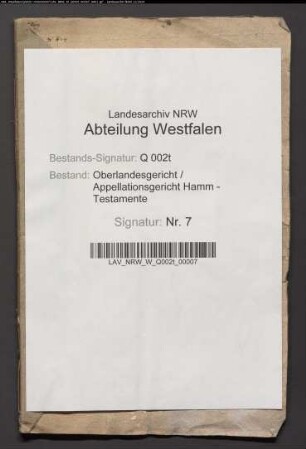 Landesarchiv NRW
Abteilung Westfalen
Bestands-Signatur: Q 002t
Bestand: Oberlandesgericht /
Appellationsgericht Hamm -
Testamente
Signatur: Nr. 7
LAV_NRW_W_Q002t_00007